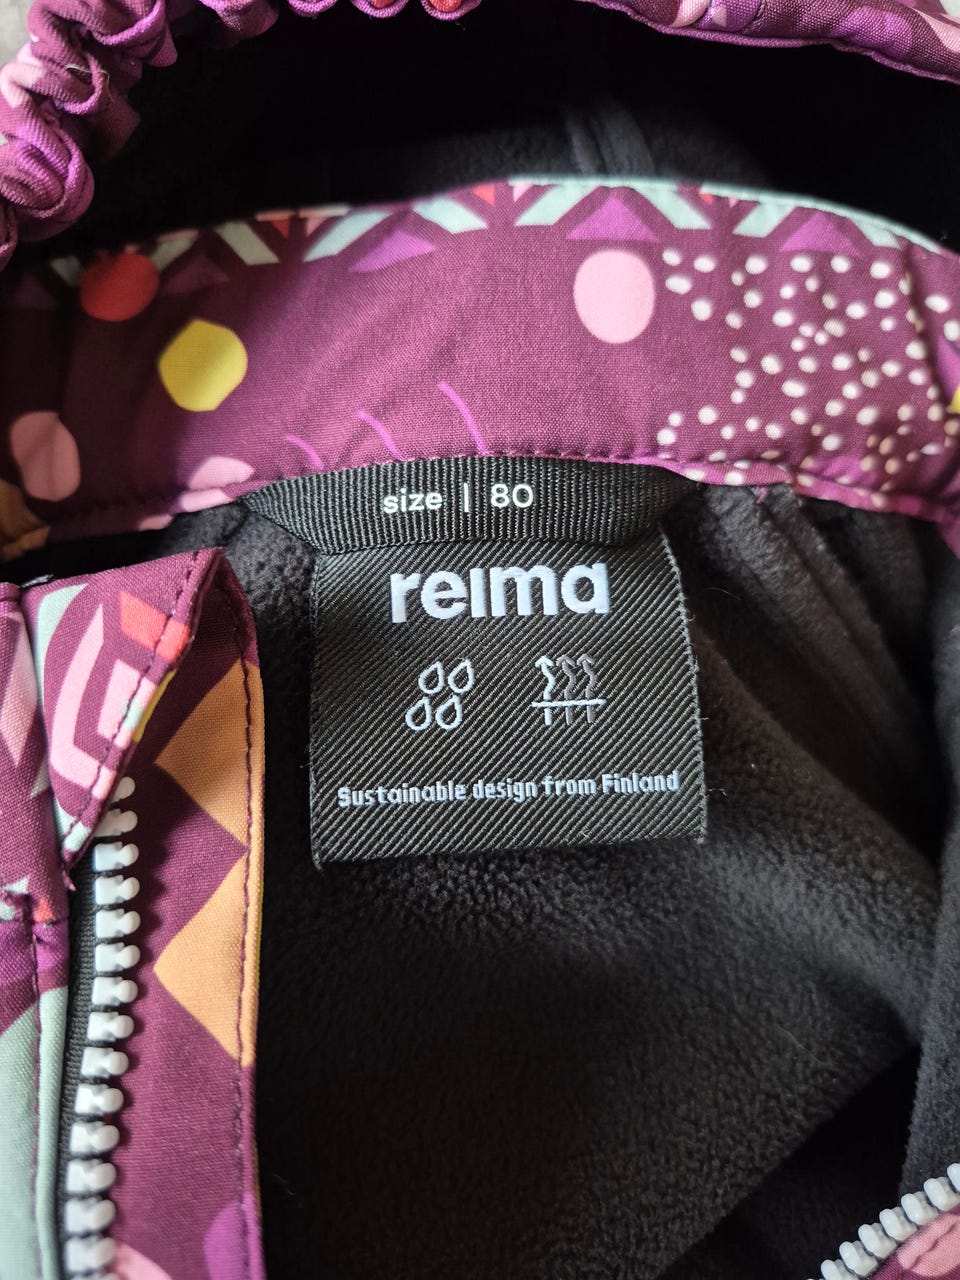 size | 80
reima
Sustainable design from Finland